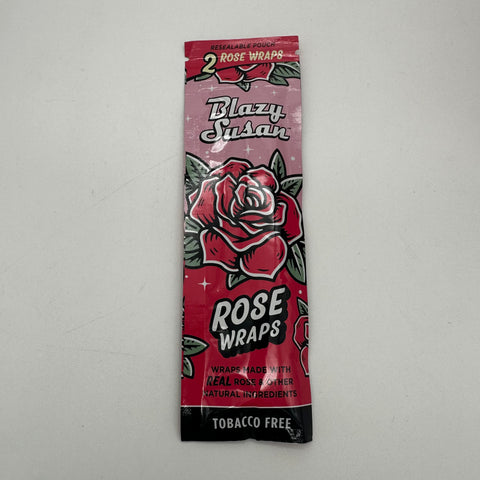 RESEALABLE POUCH
2 ROSE WRAPS
Blazy
Susan
ROSE
WRAPS
WRAPS MADE WITH
REAL ROSE & OTHER
NATURAL INGREDIENTS
TOBACCO FREE